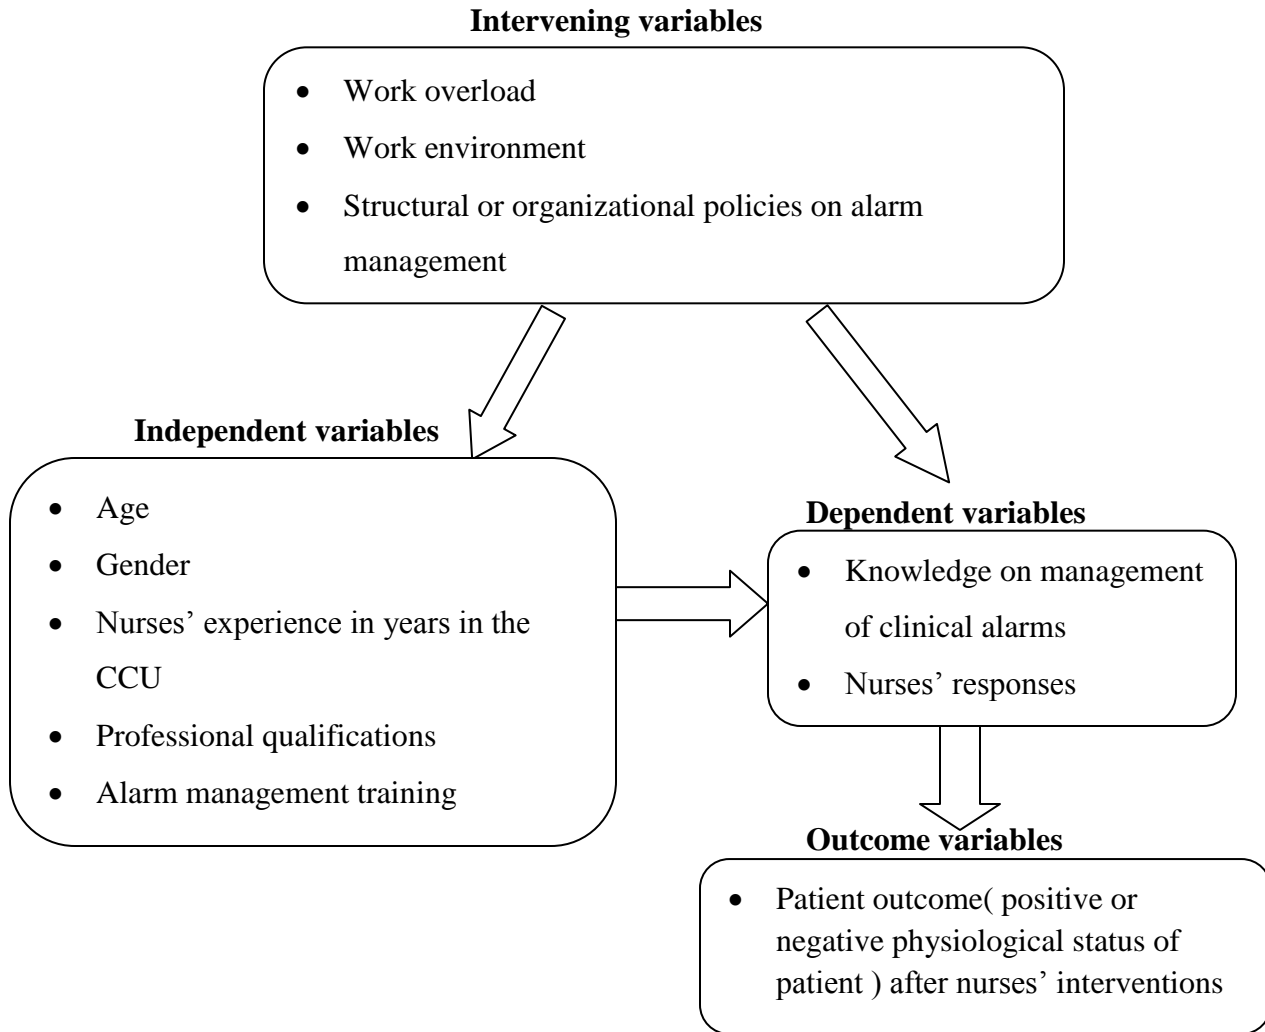 Intervening variables
• Work overload
• Work environment
• Structural or organizational policies on alarm
management
Independent variables
• Age
• Gender
• Nurses’ experience in years in the
CCU
• Professional qualifications
• Alarm management training
Dependent variables
• Knowledge on management
of clinical alarms
• Nurses’ responses
Outcome variables
• Patient outcome( positive or
negative physiological status of
patient ) after nurses’ interventions